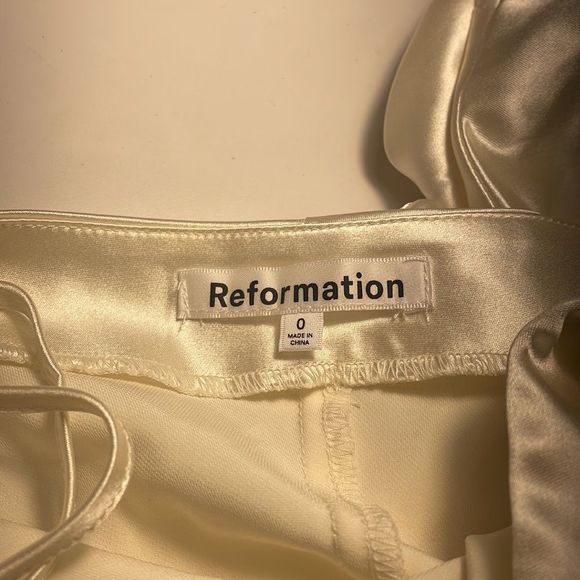 Reformation
0
MADE IN
CHINA